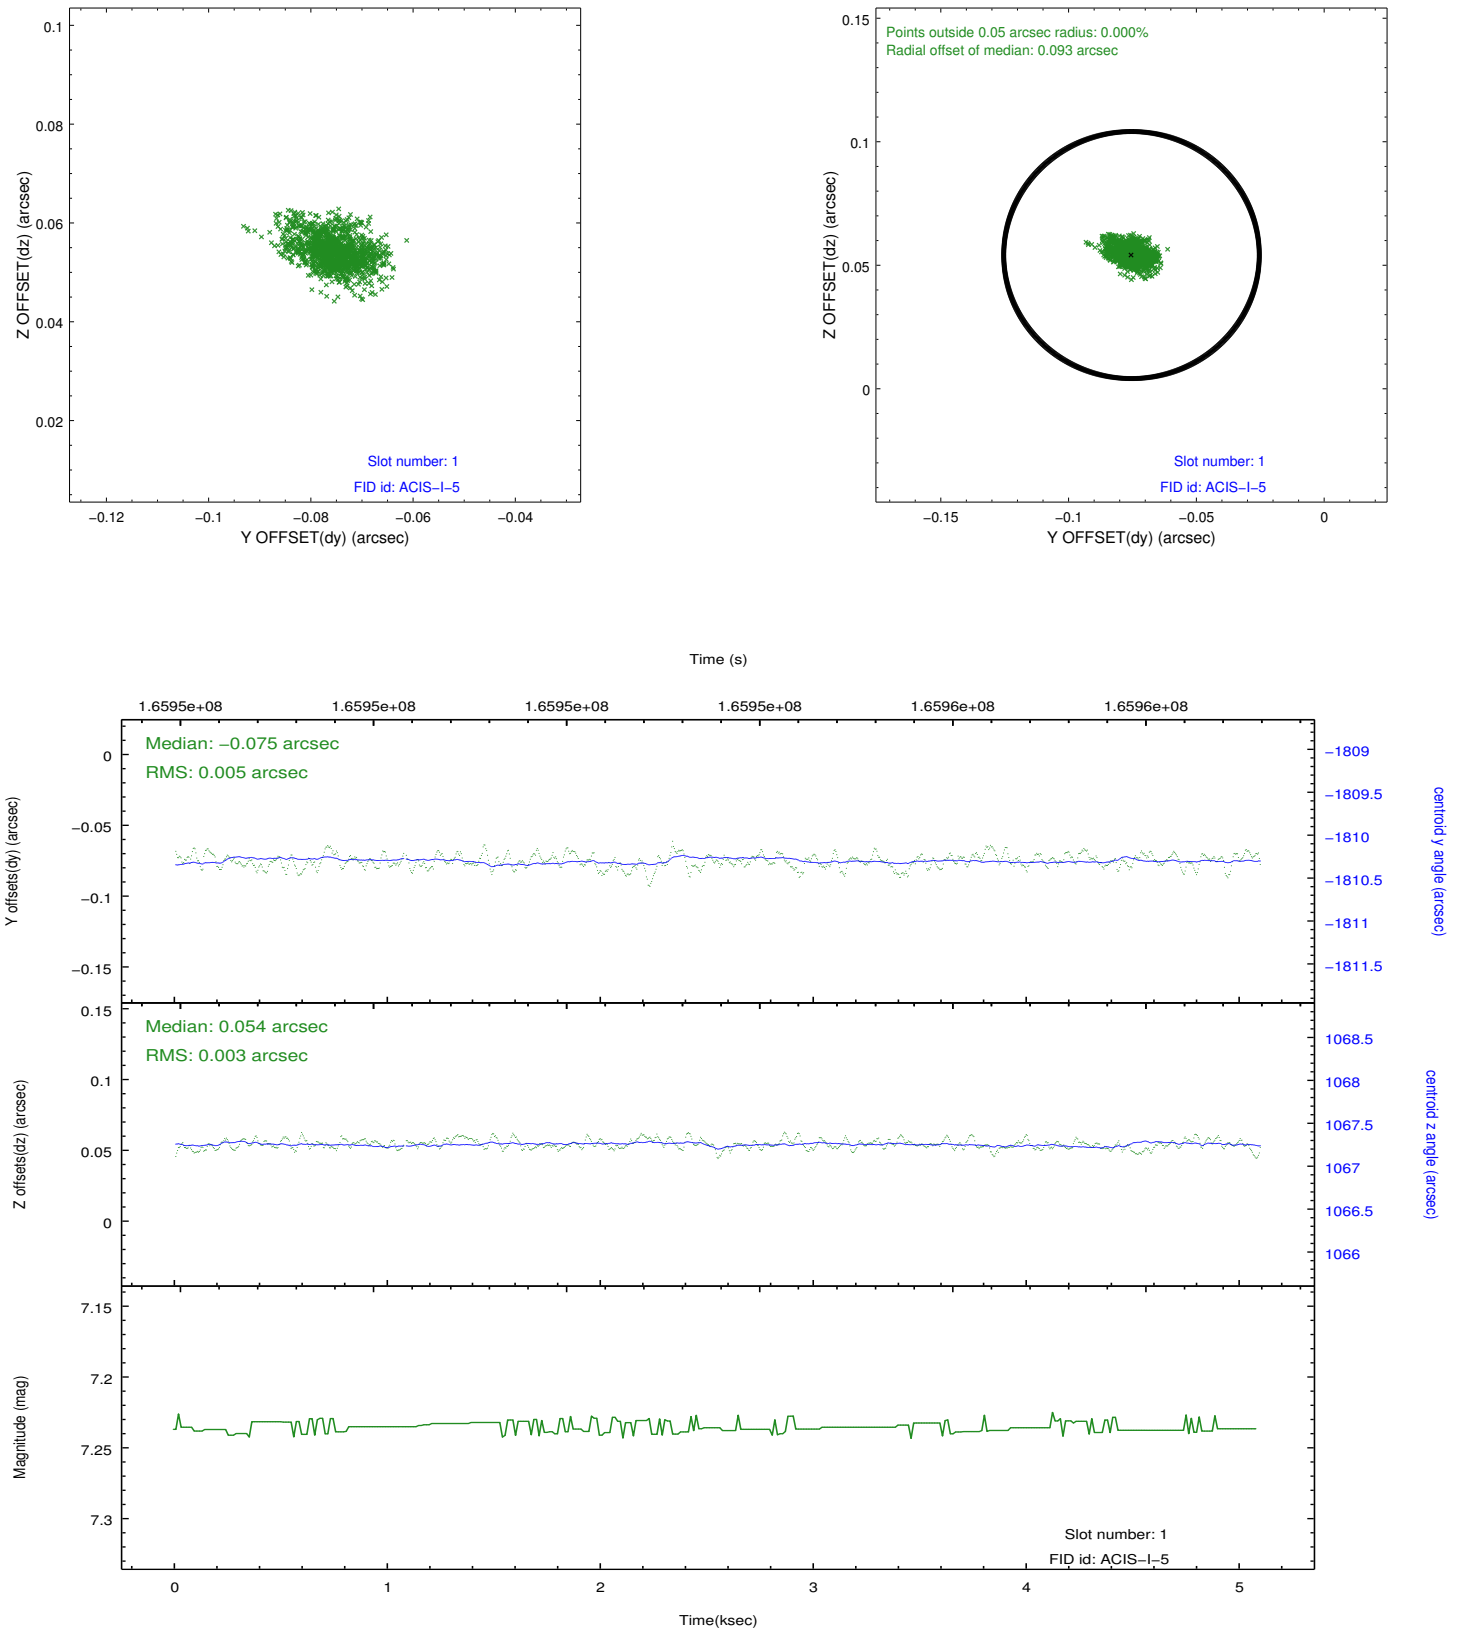 0.1
0.08
0.06
0.04
0.02
Z OFFSET(dz) (arcsec)
Slot number: 1
FID id: ACIS−I−5
−0.12 −0.1 −0.08 −0.06 −0.04
Y OFFSET(dy) (arcsec)
Points outside 0.05 arcsec radius: 0.000%
Radial offset of median: 0.093 arcsec
0.15
0.1
0.05
0
Z OFFSET(dz) (arcsec)
Slot number: 1
FID id: ACIS−I−5
−0.15 −0.1 −0.05 0
Y OFFSET(dy) (arcsec)
Time (s)
1.6595e+08 1.6595e+08 1.6595e+08 1.6595e+08 1.6596e+08 1.6596e+08
Median: −0.075 arcsec
RMS: 0.005 arcsec
0
−0.05
−0.1
−0.15
Y offsets(dy) (arcsec)
−1809
−1809.5
−1810
−1810.5
−1811
−1811.5
centroid y angle (arcsec)
Median: 0.054 arcsec
RMS: 0.003 arcsec
0.15
0.1
0.05
0
Z offsets(dz) (arcsec)
1068.5
1068
1067.5
1067
1066.5
1066
centroid z angle (arcsec)
7.15
7.2
7.25
7.3
Magnitude (mag)
Slot number: 1
FID id: ACIS−I−5
0 1 2 3 4 5
Time(ksec)